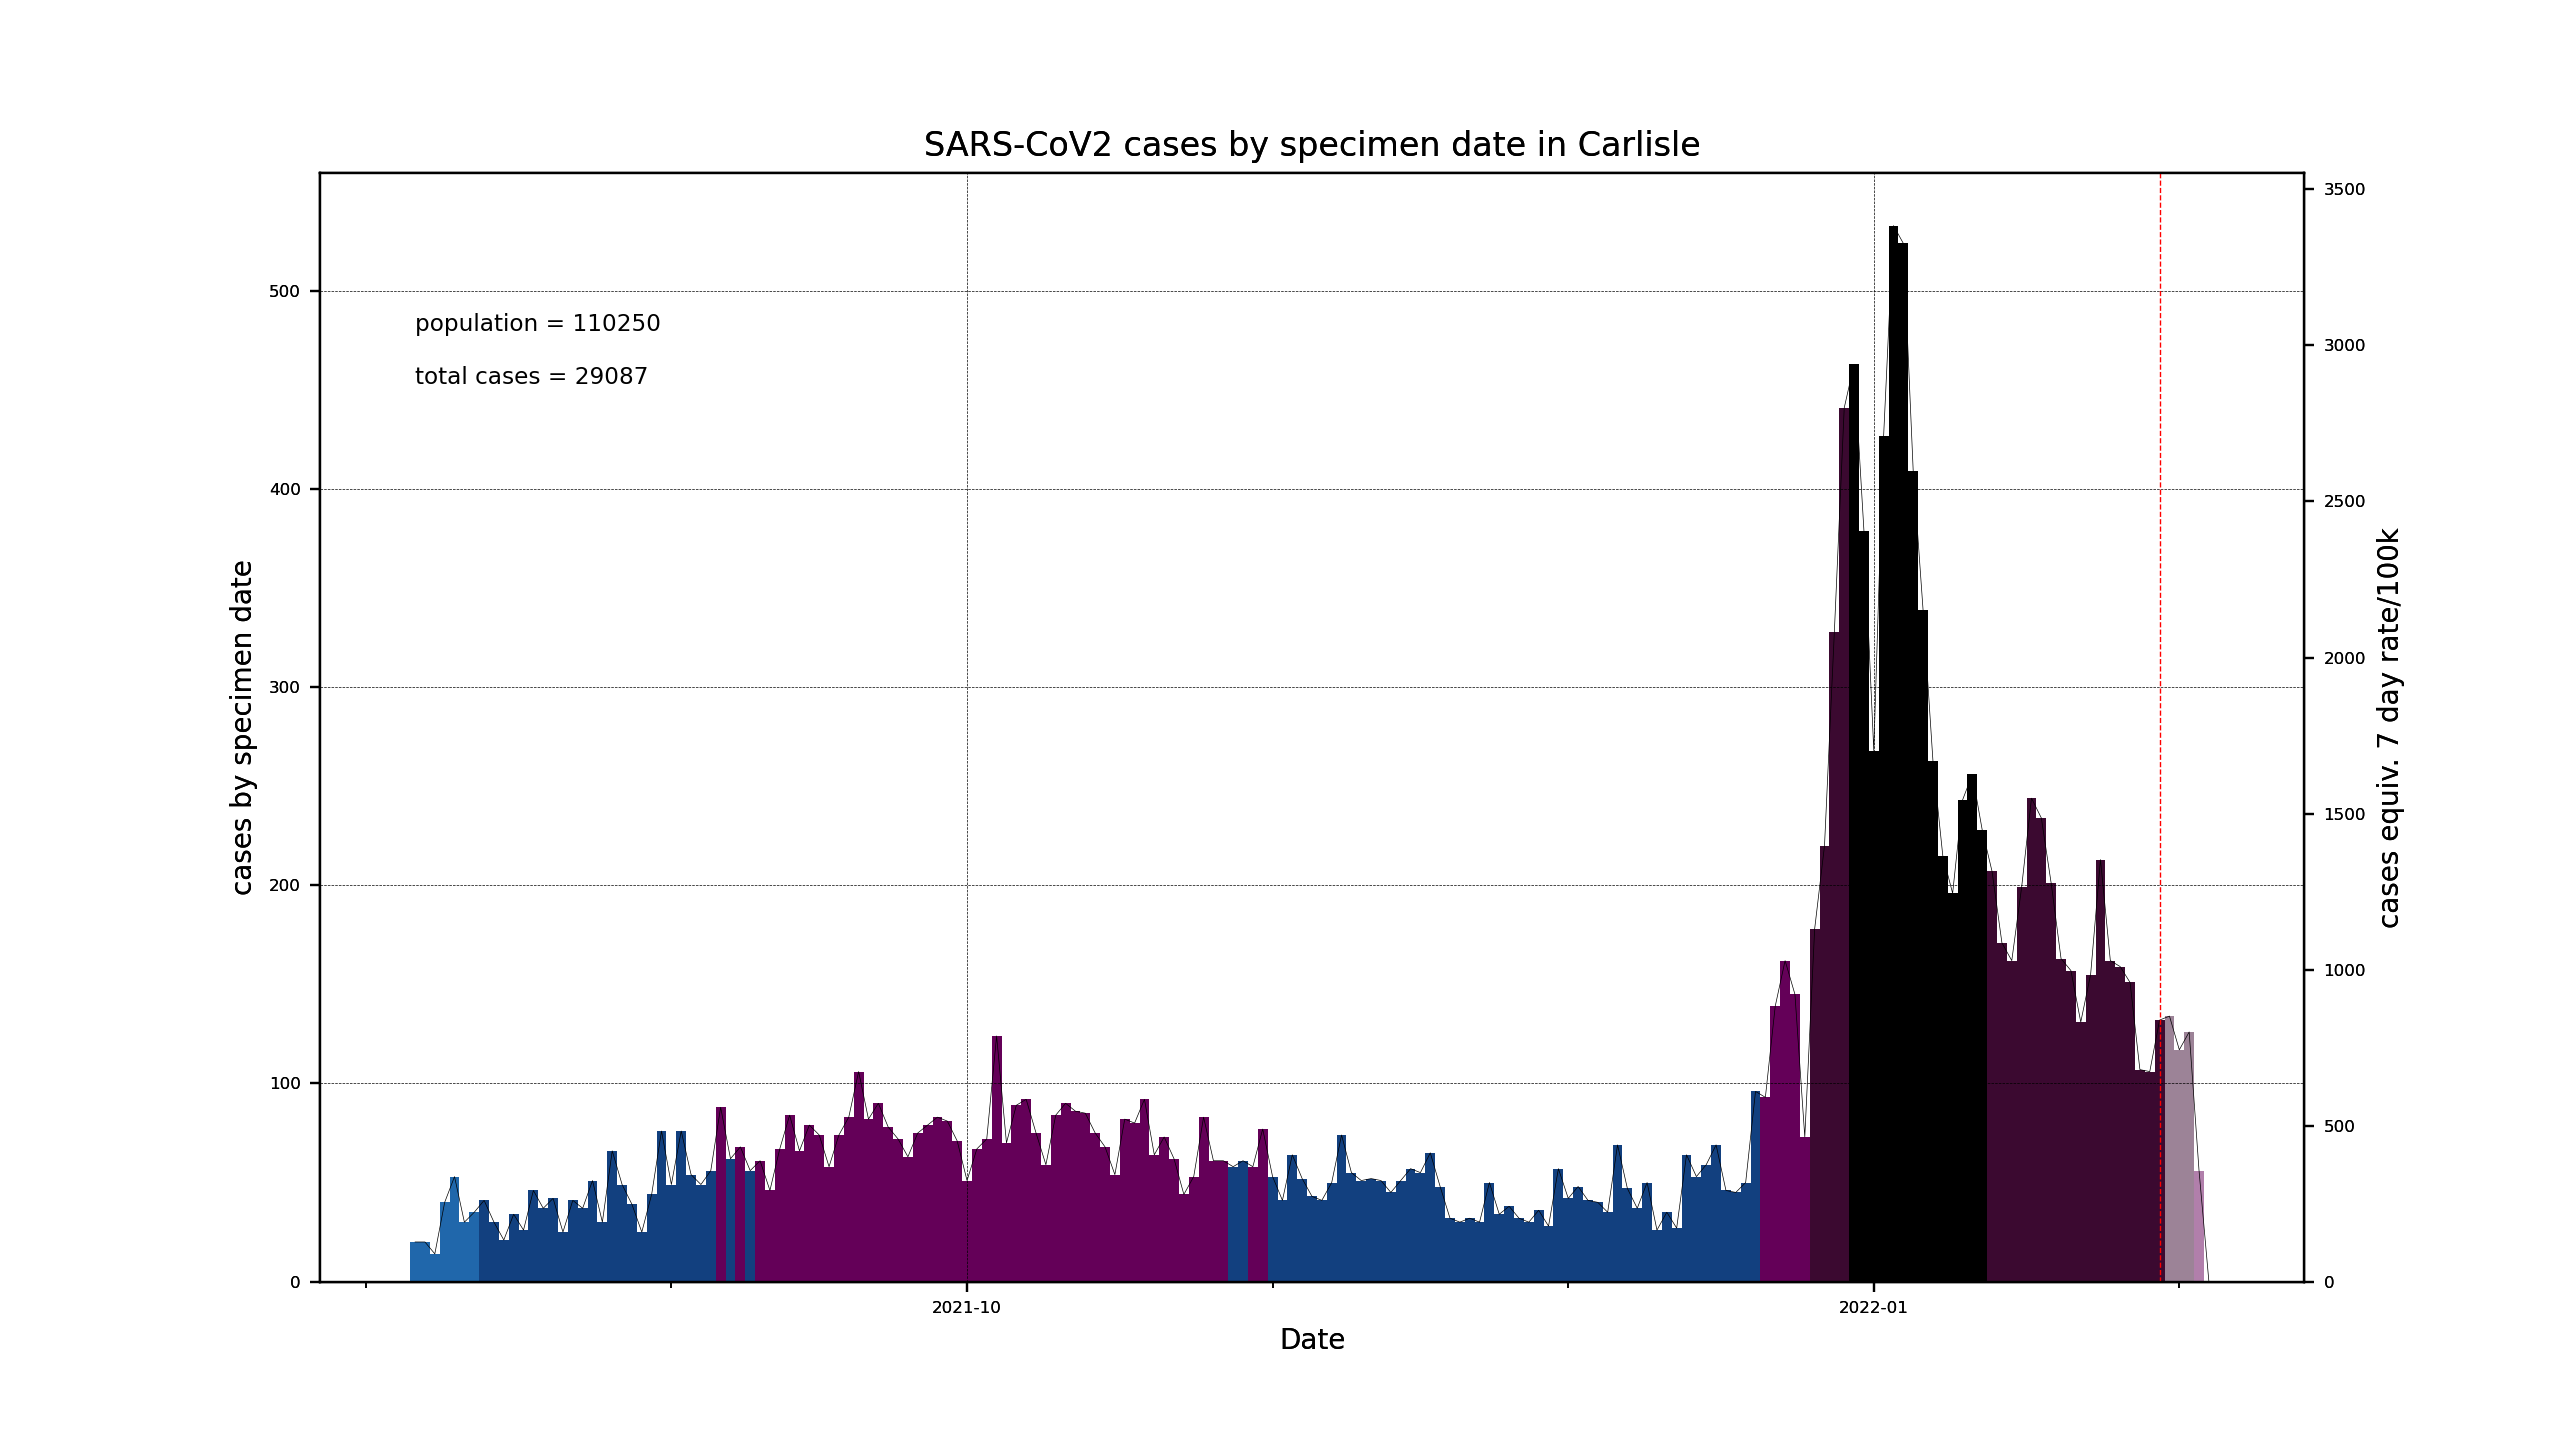 SARS-CoV2 cases by specimen date in Carlisle
population = 110250
total cases = 29087
cases by specimen date
500
400
300
200
100
0
3500
3000
2500
2000
1500
1000
500
0
cases equiv. 7 day rate/100k
2021-10
2022-01
Date